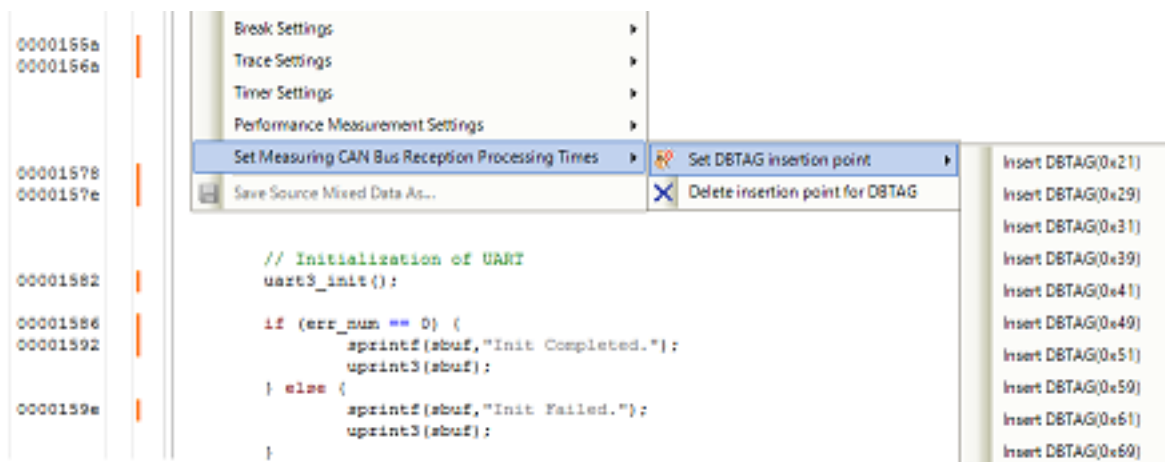 Break Settings
0000155a
0000156a
Trace Settings
Timer Settings
Performance Measurement Settings
Set Measuring CAN Bus Reception Processing Times
Set DBTAG insertion point
Insert DBTAG(0x21)
00001578
0000157e
Save Source Mixed Data As...
Delete insertion point for DBTAG
Insert DBTAG(0x29)
Insert DBTAG(0x31)
// Initialization of UART
Insert DBTAG(0x39)
00001582
uart3_init();
Insert DBTAG(0x41)
00001586
if (err_num == 0) {
Insert DBTAG(0x49)
00001592
sprintf(sbuf,"Init Completed.");
Insert DBTAG(0x51)
uprint3(sbuf);
} else {
Insert DBTAG(0x59)
0000159e
sprintf(sbuf,"Init Failed.");
Insert DBTAG(0x61)
uprint3(sbuf);
}
Insert DBTAG(0x69)